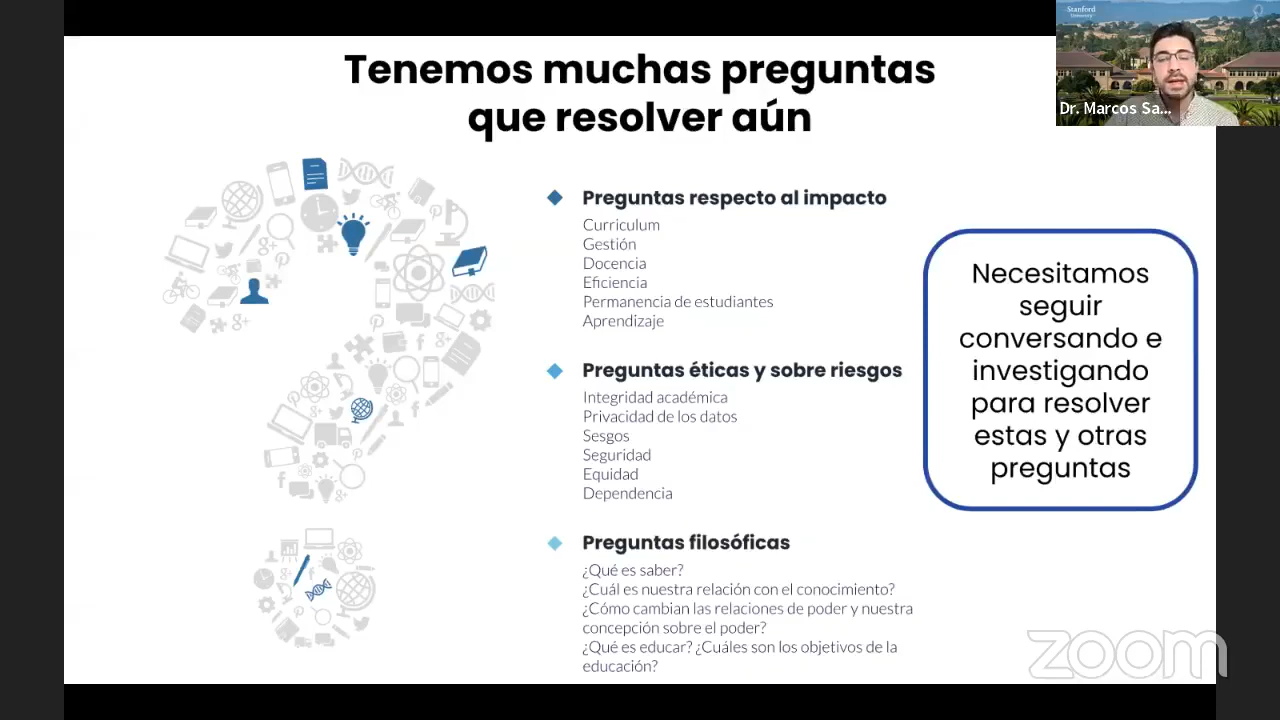 Tenemos muchas preguntas
que resolver aún
Stanford
University
Dr. Marcos Sa...
Preguntas respecto al impacto
Curriculum
Gestión
Docencia
Eficiencia
Permanencia de estudiantes
Aprendizaje
Preguntas éticas y sobre riesgos
Integridad académica
Privacidad de los datos
Sesgos
Seguridad
Equidad
Dependencia
Preguntas filosóficas
¿Qué es saber?
¿Cuál es nuestra relación con el conocimiento?
¿Cómo cambian las relaciones de poder y nuestra
concepción sobre el poder?
¿Qué es educar? ¿Cuáles son los objetivos de la
educación?
Necesitamos
seguir
conversando e
investigando
para resolver
estas y otras
preguntas
zoom